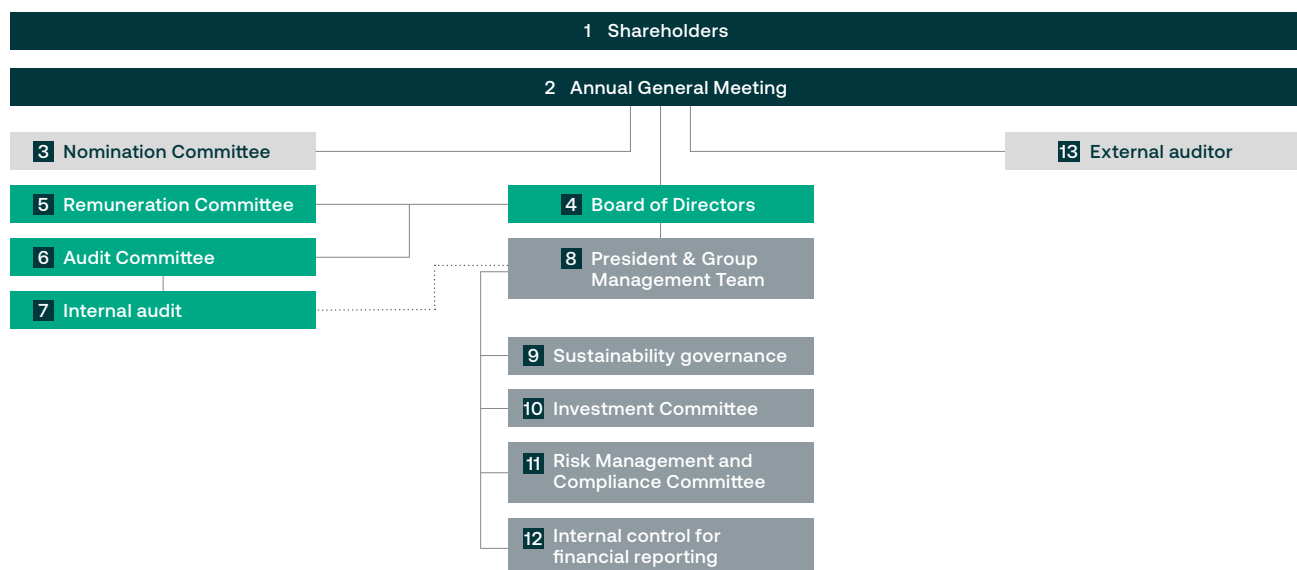 1 Shareholders
2 Annual General Meeting
3 Nomination Committee
13 External auditor
5 Remuneration Committee
4 Board of Directors
6 Audit Committee
8 President & Group
Management Team
7 Internal audit
9 Sustainability governance
10 Investment Committee
11 Risk Management and
Compliance Committee
12 Internal control for
financial reporting